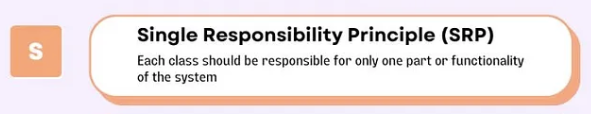 S
Single Responsibility Principle (SRP)
Each class should be responsible for only one part or functionality
of the system